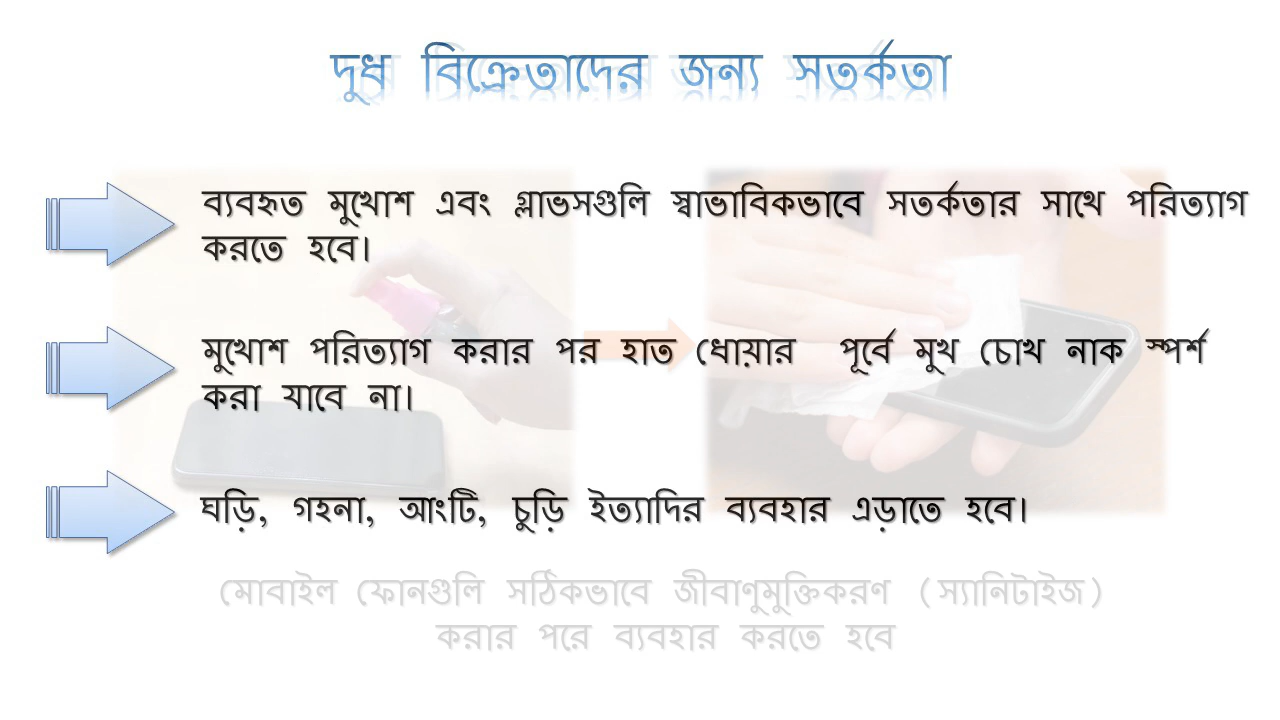 দুধ বিক্রেতাদের জন্য সতর্কতা
ব্যবহৃত মুখোশ এবং গ্লাভসগুলি স্বাভাবিকভাবে সতর্কতার সাথে পরিত্যাগ
করতে হবে।
মুখোশ পরিত্যাগ করার পর হাত ধোয়ার পূর্বে মুখ চোখ নাক স্পর্শ
করা যাবে না।
ঘড়ি, গহনা, আংটি, চুড়ি ইত্যাদির ব্যবহার এড়াতে হবে।
মোবাইল ফোনগুলি সঠিকভাবে জীবাণুমুক্তিকরণ (স্যানিটাইজ)
করার পরে ব্যবহার করতে হবে